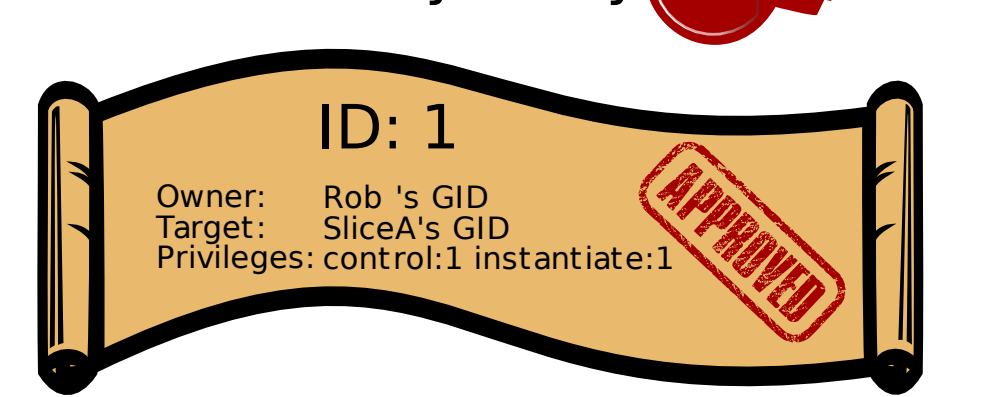 ID: 1
Owner: Rob 's GID
Target: SliceA's GID
Privileges: control:1 instantiate:1
APPROVED